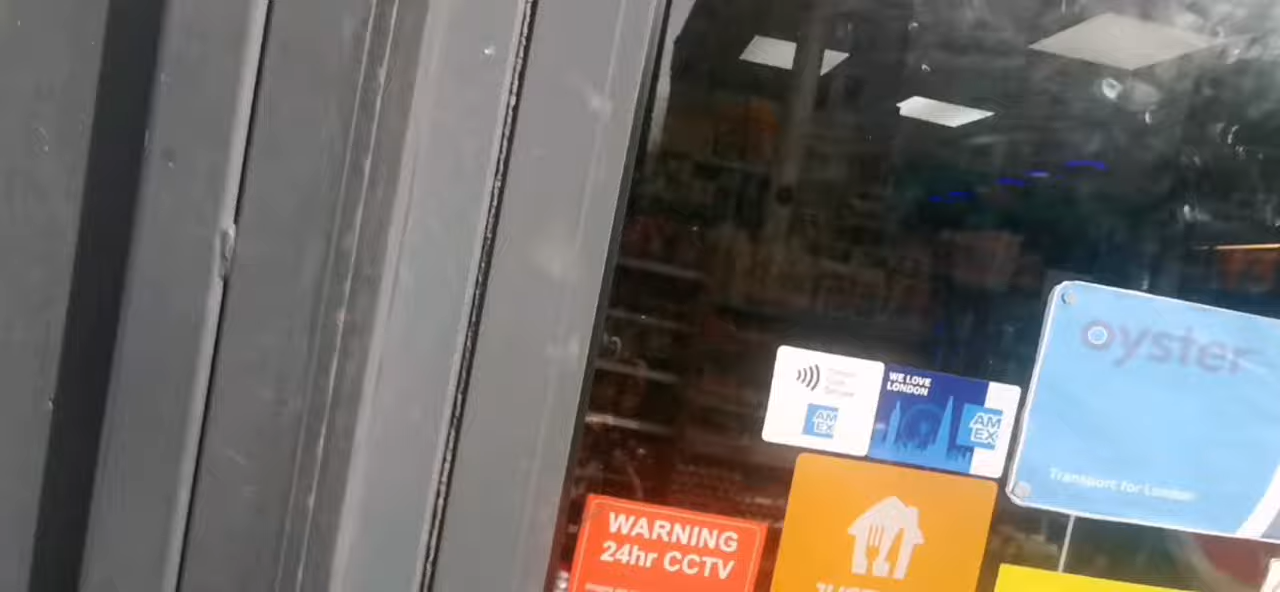 oyster
Transport for London
WE LOVE
LONDON
AM
EX
AM
EX
WARNING
24hr CCTV